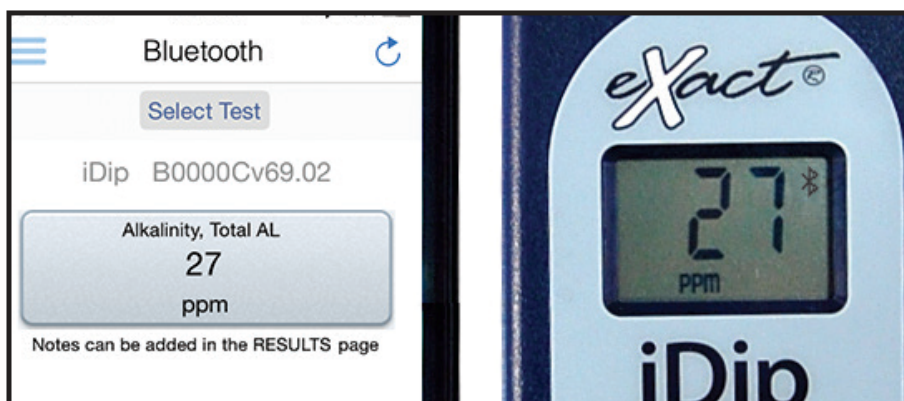 Bluetooth
Select Test
iDip B0000Cv69.02
Alkalinity, Total AL
27
ppm
Notes can be added in the RESULTS page
eXact®
27
PPM
iDip